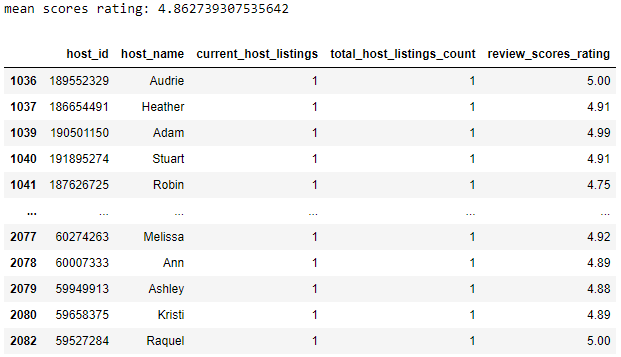 mean scores rating: 4.862739307535642
host_id host_name current_host_listings total_host_listings_count review_scores_rating
1036 189552329 Audrie 1 1 5.00
1037 186654491 Heather 1 1 4.91
1039 190501150 Adam 1 1 4.99
1040 191895274 Stuart 1 1 4.91
1041 187626725 Robin 1 1 4.75
... ... ... ... ... ...
2077 60274263 Melissa 1 1 4.92
2078 60007333 Ann 1 1 4.89
2079 59949913 Ashley 1 1 4.88
2080 59658375 Kristi 1 1 4.89
2082 59527284 Raquel 1 1 5.00